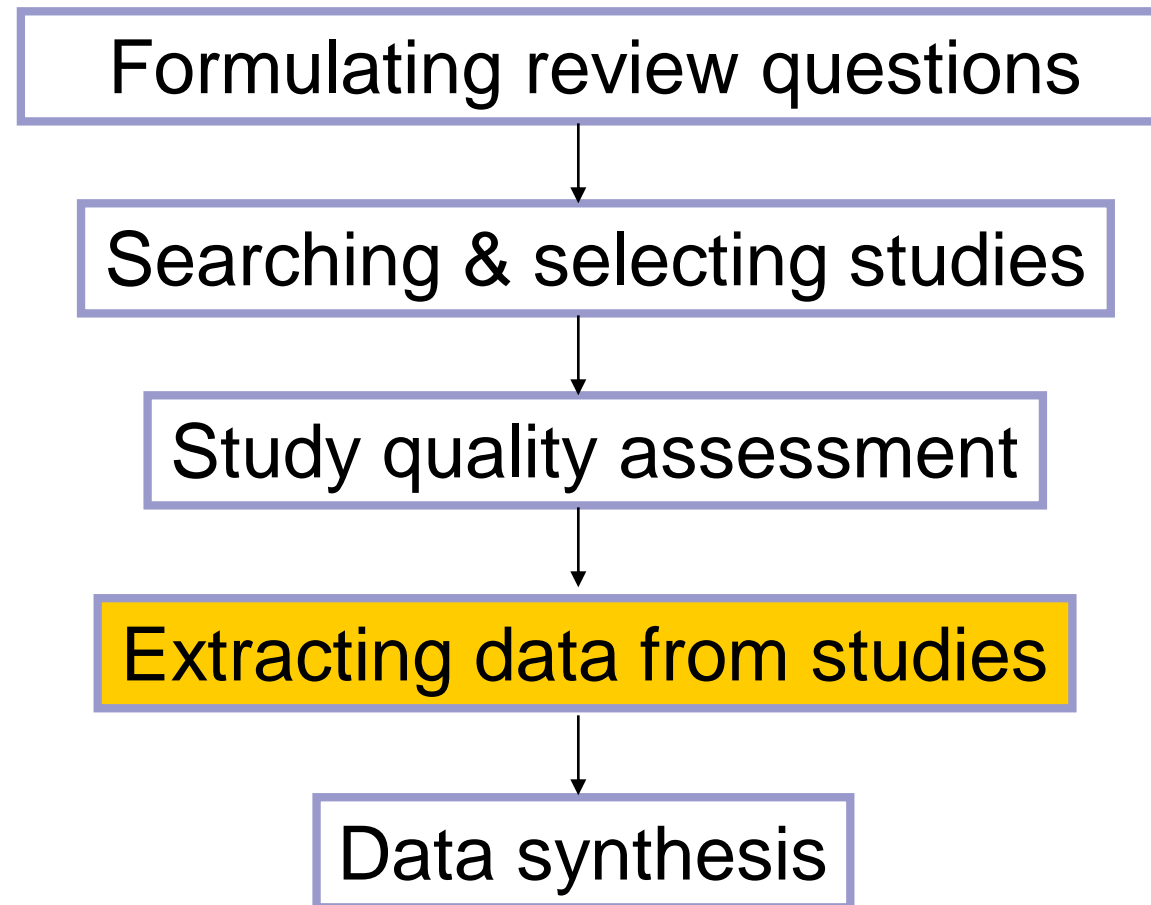 Formulating review questions
Searching & selecting studies
Study quality assessment
Extracting data from studies
Data synthesis